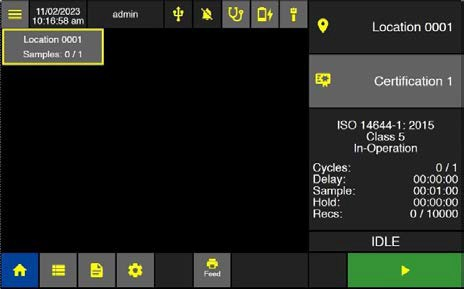 11/02/2023
10:16:58 am
admin
Location 0001
Samples: 0 / 1
Location 0001
Certification 1
ISO 14644-1: 2015
Class 5
In-Operation
Cycles: 0 / 1
Delay: 00:00:00
Sample: 00:01:00
Hold: 00:00:00
Recs: 0 / 10000
IDLE
Feed